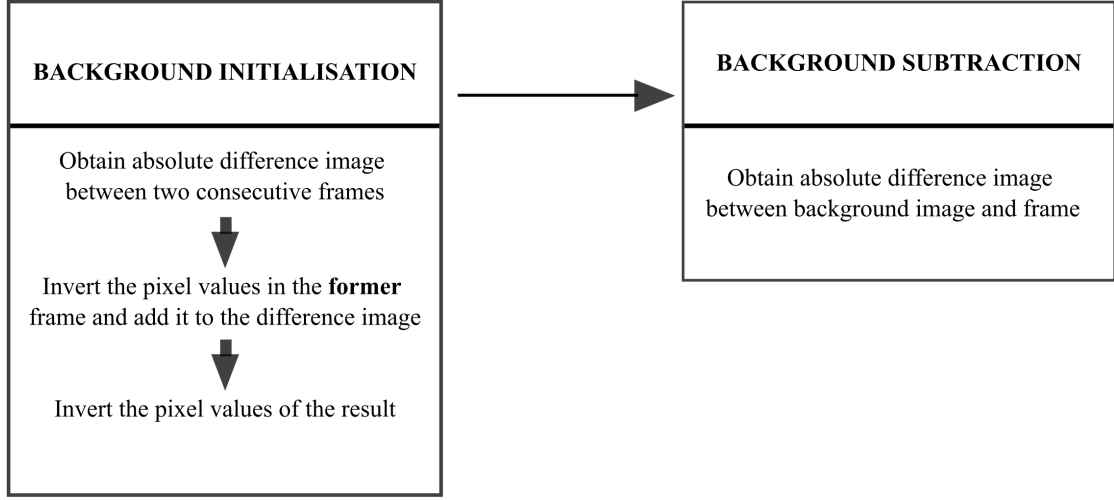 BACKGROUND INITIALISATION
Obtain absolute difference image
between two consecutive frames
Invert the pixel values in the former
frame and add it to the difference image
Invert the pixel values of the result
BACKGROUND SUBTRACTION
Obtain absolute difference image
between background image and frame